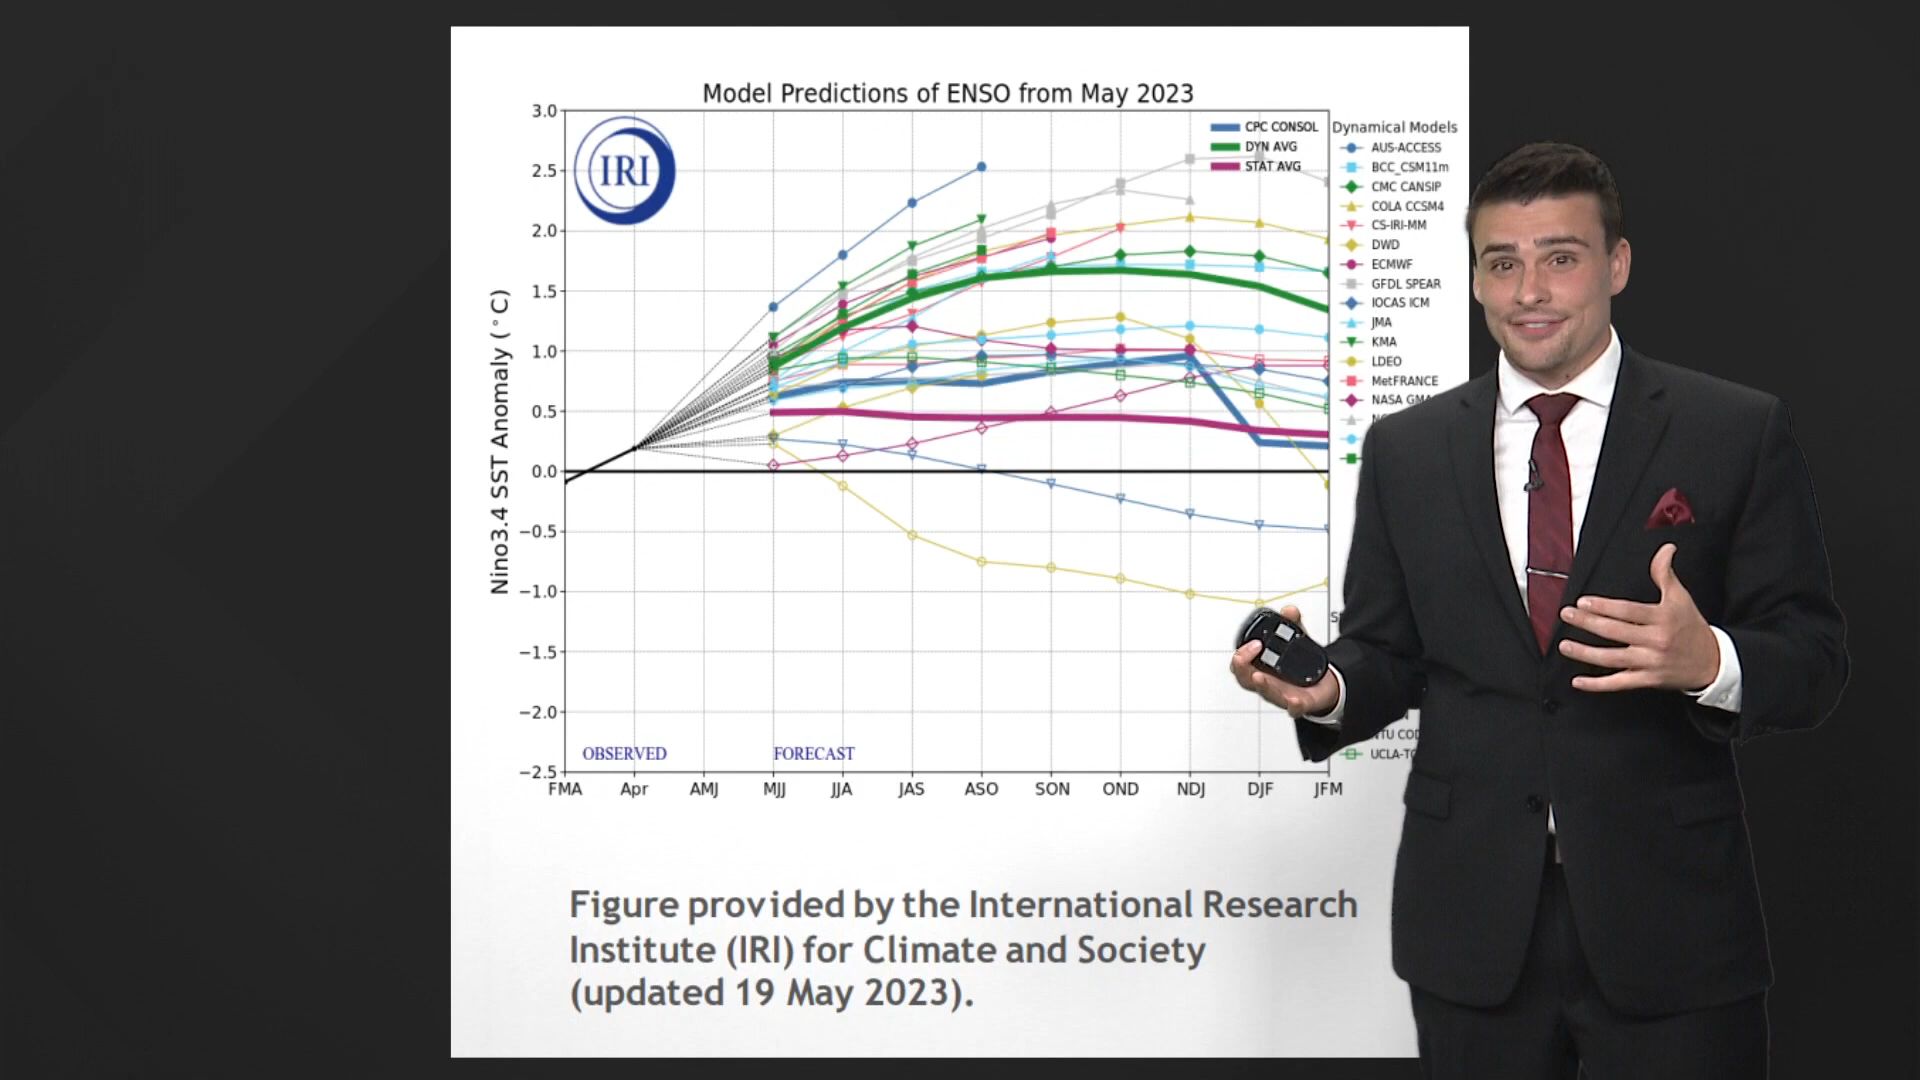 Model Predictions of ENSO from May 2023
3.0
2.5
2.0
1.5
1.0
0.5
0.0
−0.5
−1.0
−1.5
−2.0
−2.5
Nino3.4 SST Anomaly (°C)
IRI
CPC CONSOL
DYN AVG
STAT AVG
Dynamical Models
AUS-ACCESS
BCC_CSM11m
CMC CANSIP
COLA CCSM4
CS-IRI-MM
DWD
ECMWF
GFDL SPEAR
IOCAS ICM
JMA
KMA
LDEO
MetFRANCE
NASA
NTU
OBSERVED
FORECAST
FMA Apr AMJ MJJ JJA JAS ASO SON OND NDJ DJF JFM
Figure provided by the International Research
Institute (IRI) for Climate and Society
(updated 19 May 2023).